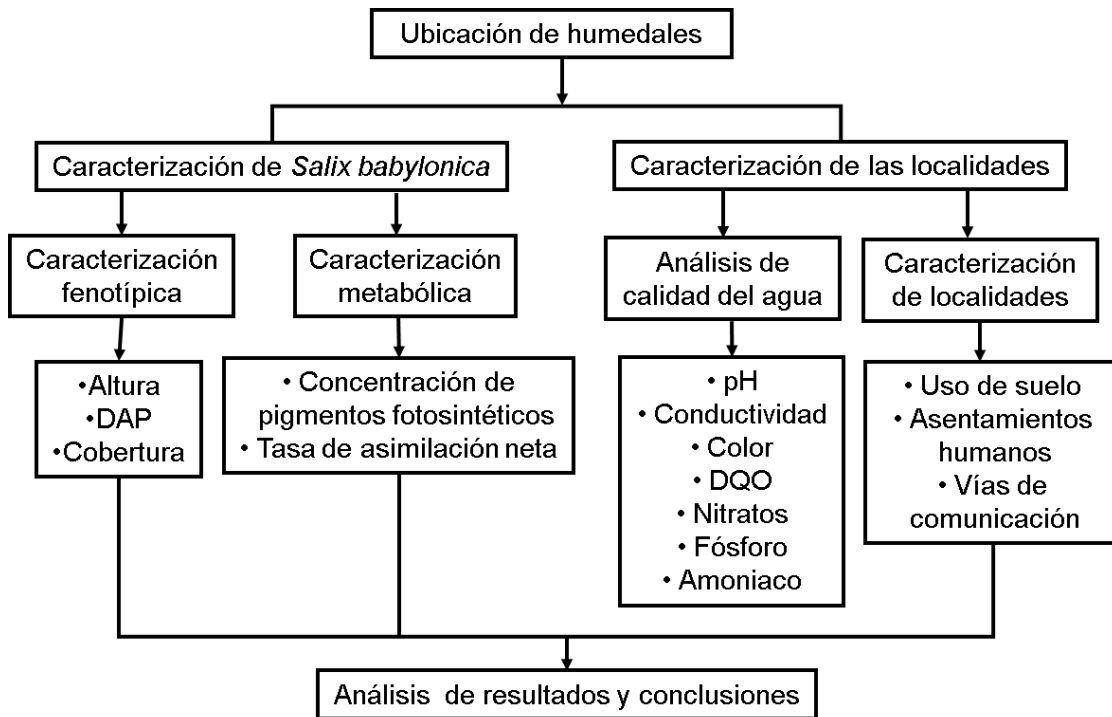 Ubicación de humedales
Caracterización de Salix babylonica
Caracterización de las localidades
Caracterización
fenotípica
Caracterización
metabólica
Análisis de
calidad del agua
Caracterización
de localidades
•Altura
•DAP
•Cobertura
• Concentración de
pigmentos fotosintéticos
• Tasa de asimilación neta
• pH
• Conductividad
• Color
• DQO
• Nitratos
• Fósforo
• Amoniaco
• Uso de suelo
• Asentamientos
humanos
• Vías de
comunicación
Análisis de resultados y conclusiones